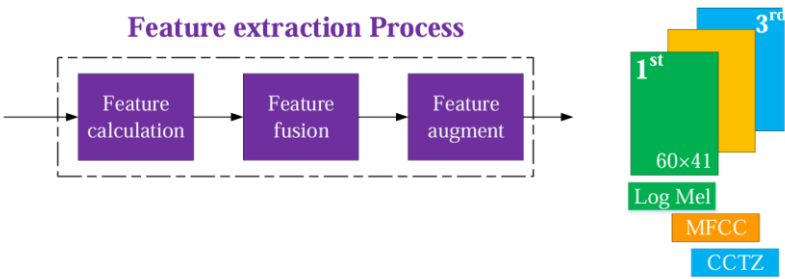 Feature extraction Process
Feature
calculation
Feature
fusion
Feature
augment
1st
3rd
60×41
Log Mel
MFCC
CCTZ